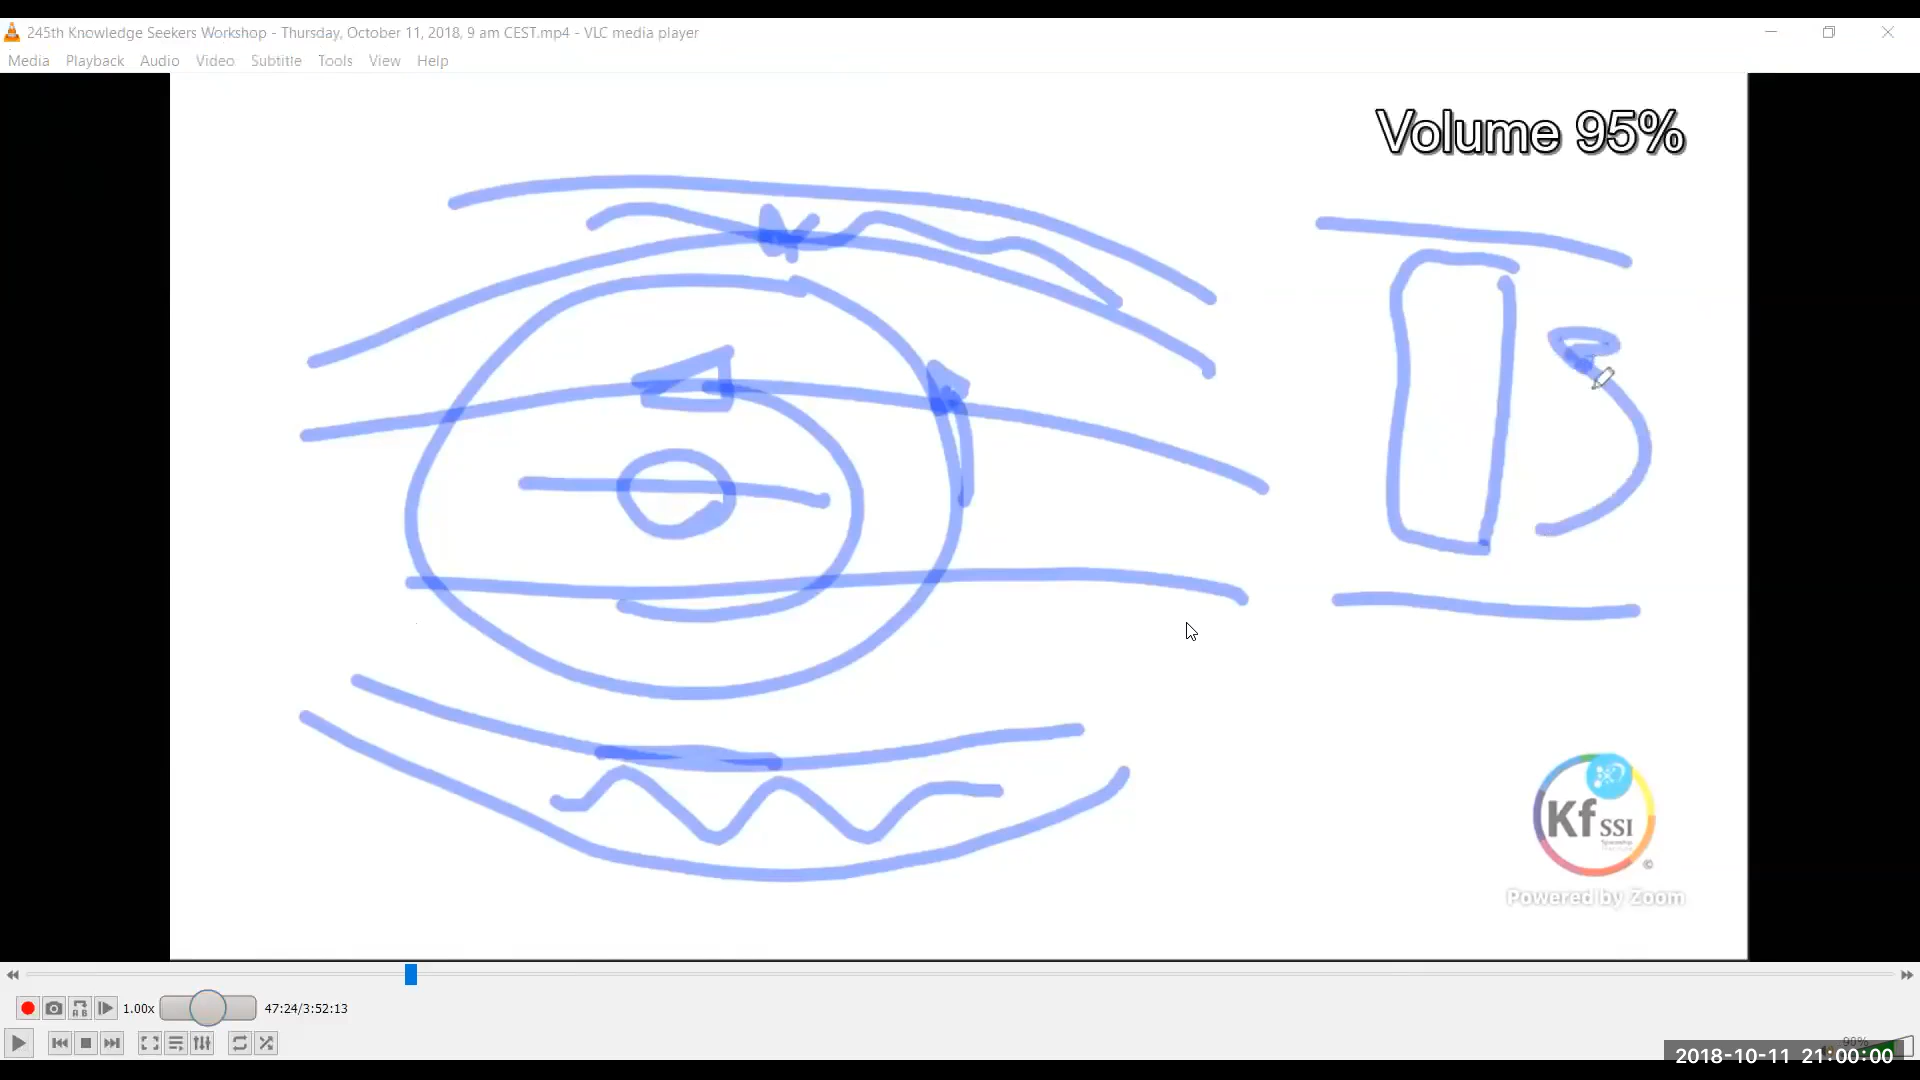 245th Knowledge Seekers Workshop - Thursday, October 11, 2018, 9 am CEST.mp4 - VLC media player
Media Playback Audio Video Subtitle Tools View Help
Volume 95%
Kf SSI
©
Powered by Zoom
1.00x 47:24/3:52:13
90%
2018-10-11 21:00:00